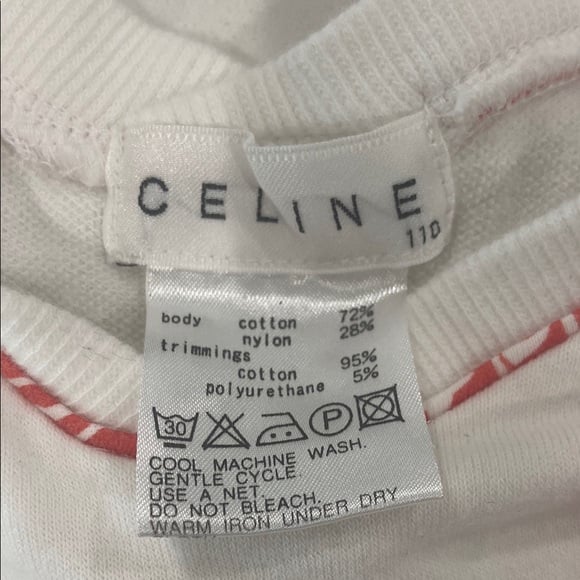 CELINE
110
body cotton 72%
nylon 28%
trimmings
cotton 95%
polyurethane 5%
30 P
COOL MACHINE WASH.
GENTLE CYCLE.
USE A NET.
DO NOT BLEACH.
WARM IRON UNDER DRY